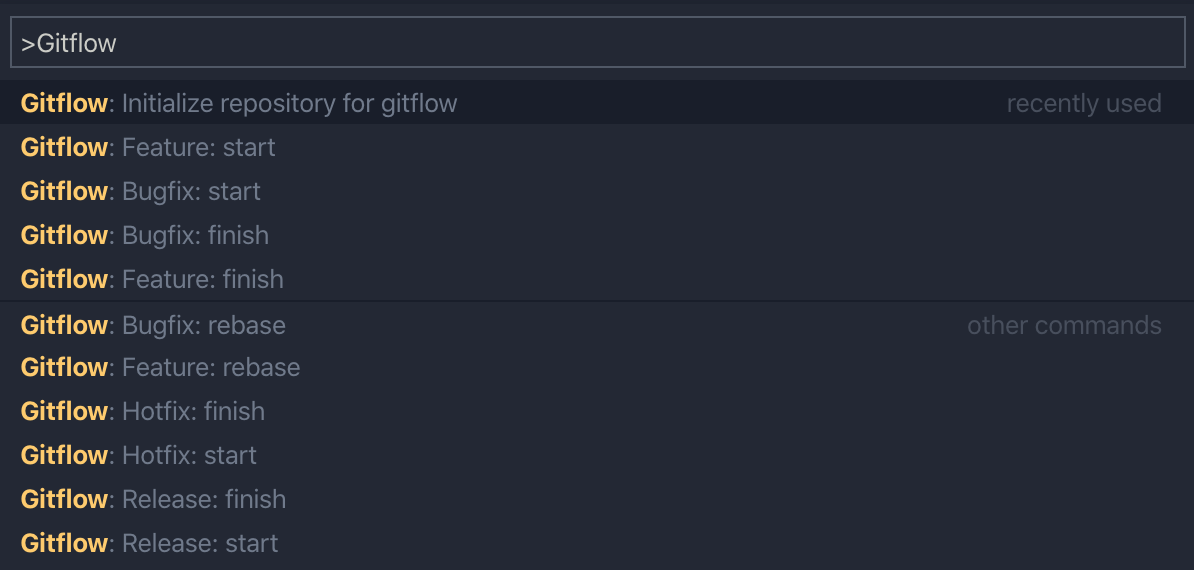 >Gitflow
Gitflow: Initialize repository for gitflow recently used
Gitflow: Feature: start
Gitflow: Bugfix: start
Gitflow: Bugfix: finish
Gitflow: Feature: finish
Gitflow: Bugfix: rebase other commands
Gitflow: Feature: rebase
Gitflow: Hotfix: finish
Gitflow: Hotfix: start
Gitflow: Release: finish
Gitflow: Release: start